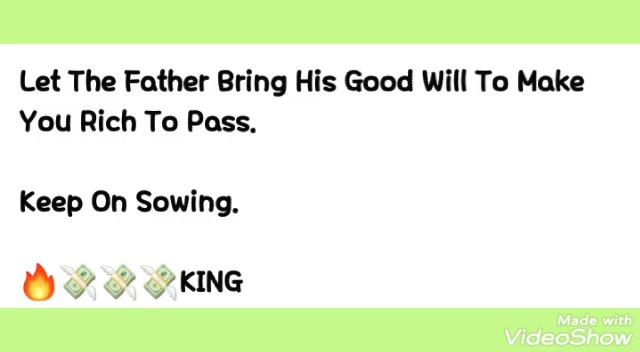 Let The Father Bring His Good Will To Make
You Rich To Pass.
Keep On Sowing.
🔥💸💸💸KING
Made with
VideoShow